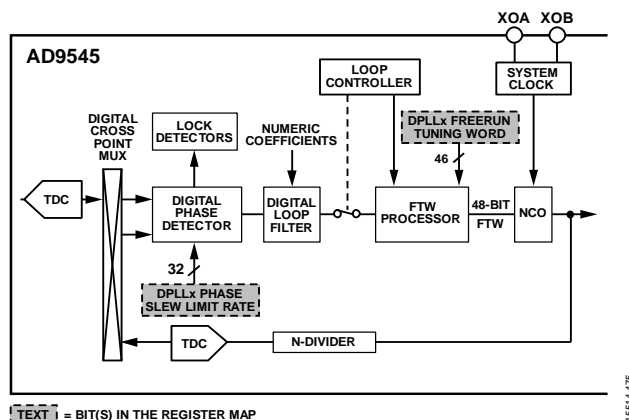 XOA XOB
AD9545
LOOP
CONTROLLER
SYSTEM
CLOCK
DIGITAL
CROSS
POINT
MUX
LOCK
DETECTORS
NUMERIC
COEFFICIENTS
DPLLx FREERUN
TUNING WORD
46
TDC
DIGITAL
PHASE
DETECTOR
DIGITAL
LOOP
FILTER
FTW
PROCESSOR
48-BIT
FTW
NCO
32
DPLLx PHASE
SLEW LIMIT RATE
TDC
N-DIVIDER
TEXT = BIT(S) IN THE REGISTER MAP
15514-475